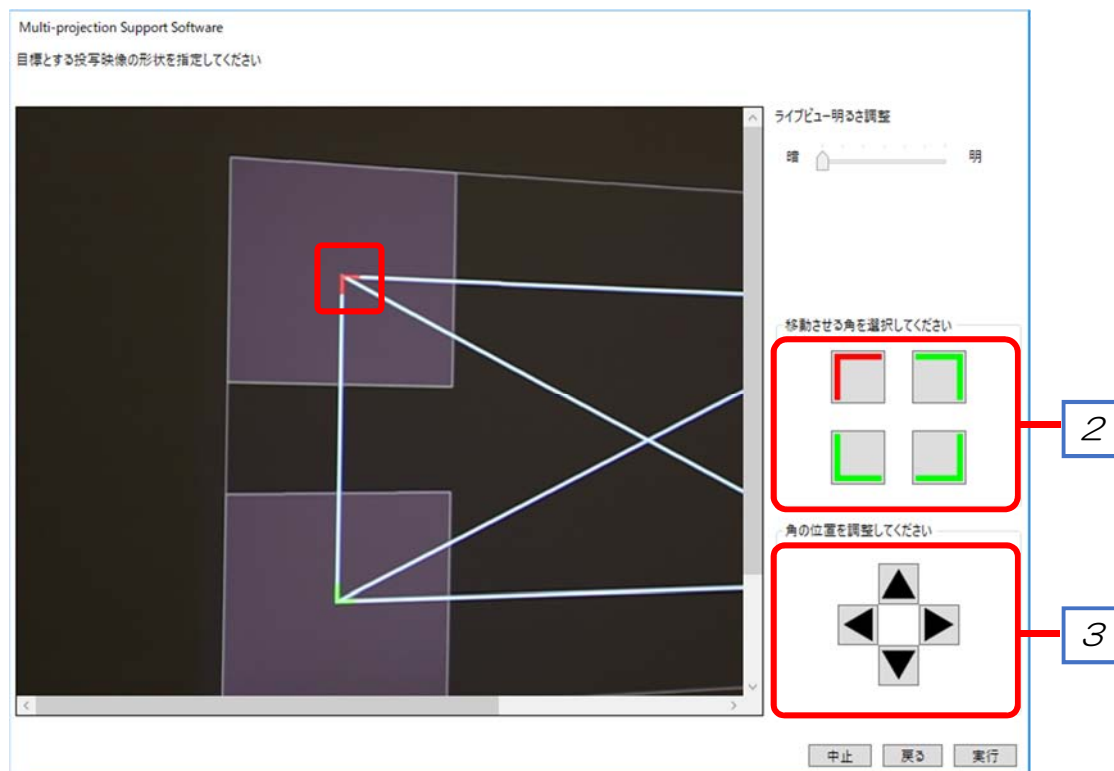 Multi-projection Support Software
目標とする投写映像の形状を指定してください
ライブビュー明るさ調整
暗
明
移動させる角を選択してください
2
角の位置を調整してください
3
中止
戻る
実行